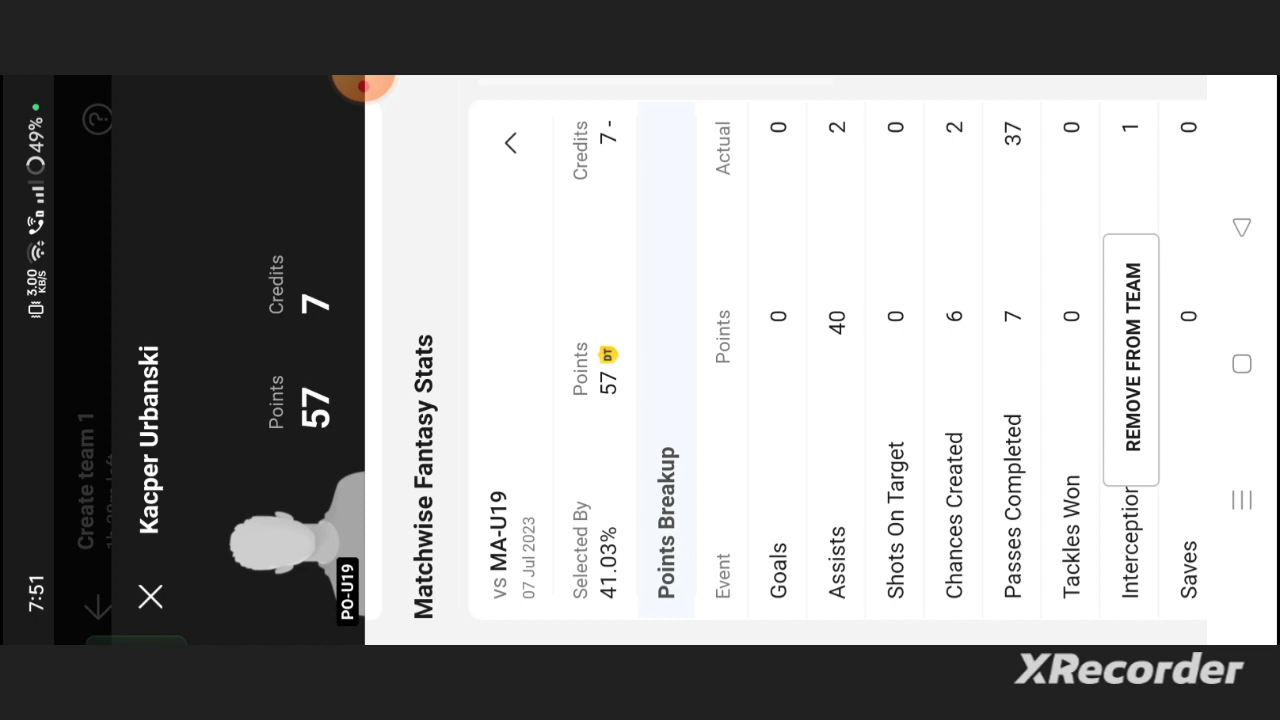 7:51
3.00 KB/S
49%
Create team 1
Kacper Urbanski
PO-U19
Points Credits
57 7
Matchwise Fantasy Stats
vs MA-U19
07 Jul 2023
Selected By Points Credits
41.03% 57 DT 7 -
Points Breakup
Event Points Actual
Goals 0 0
Assists 40 2
Shots On Target 0 0
Chances Created 6 2
Passes Completed 7 37
Tackles Won 0 0
Interception 1
REMOVE FROM TEAM
Saves 0 0
XRecorder